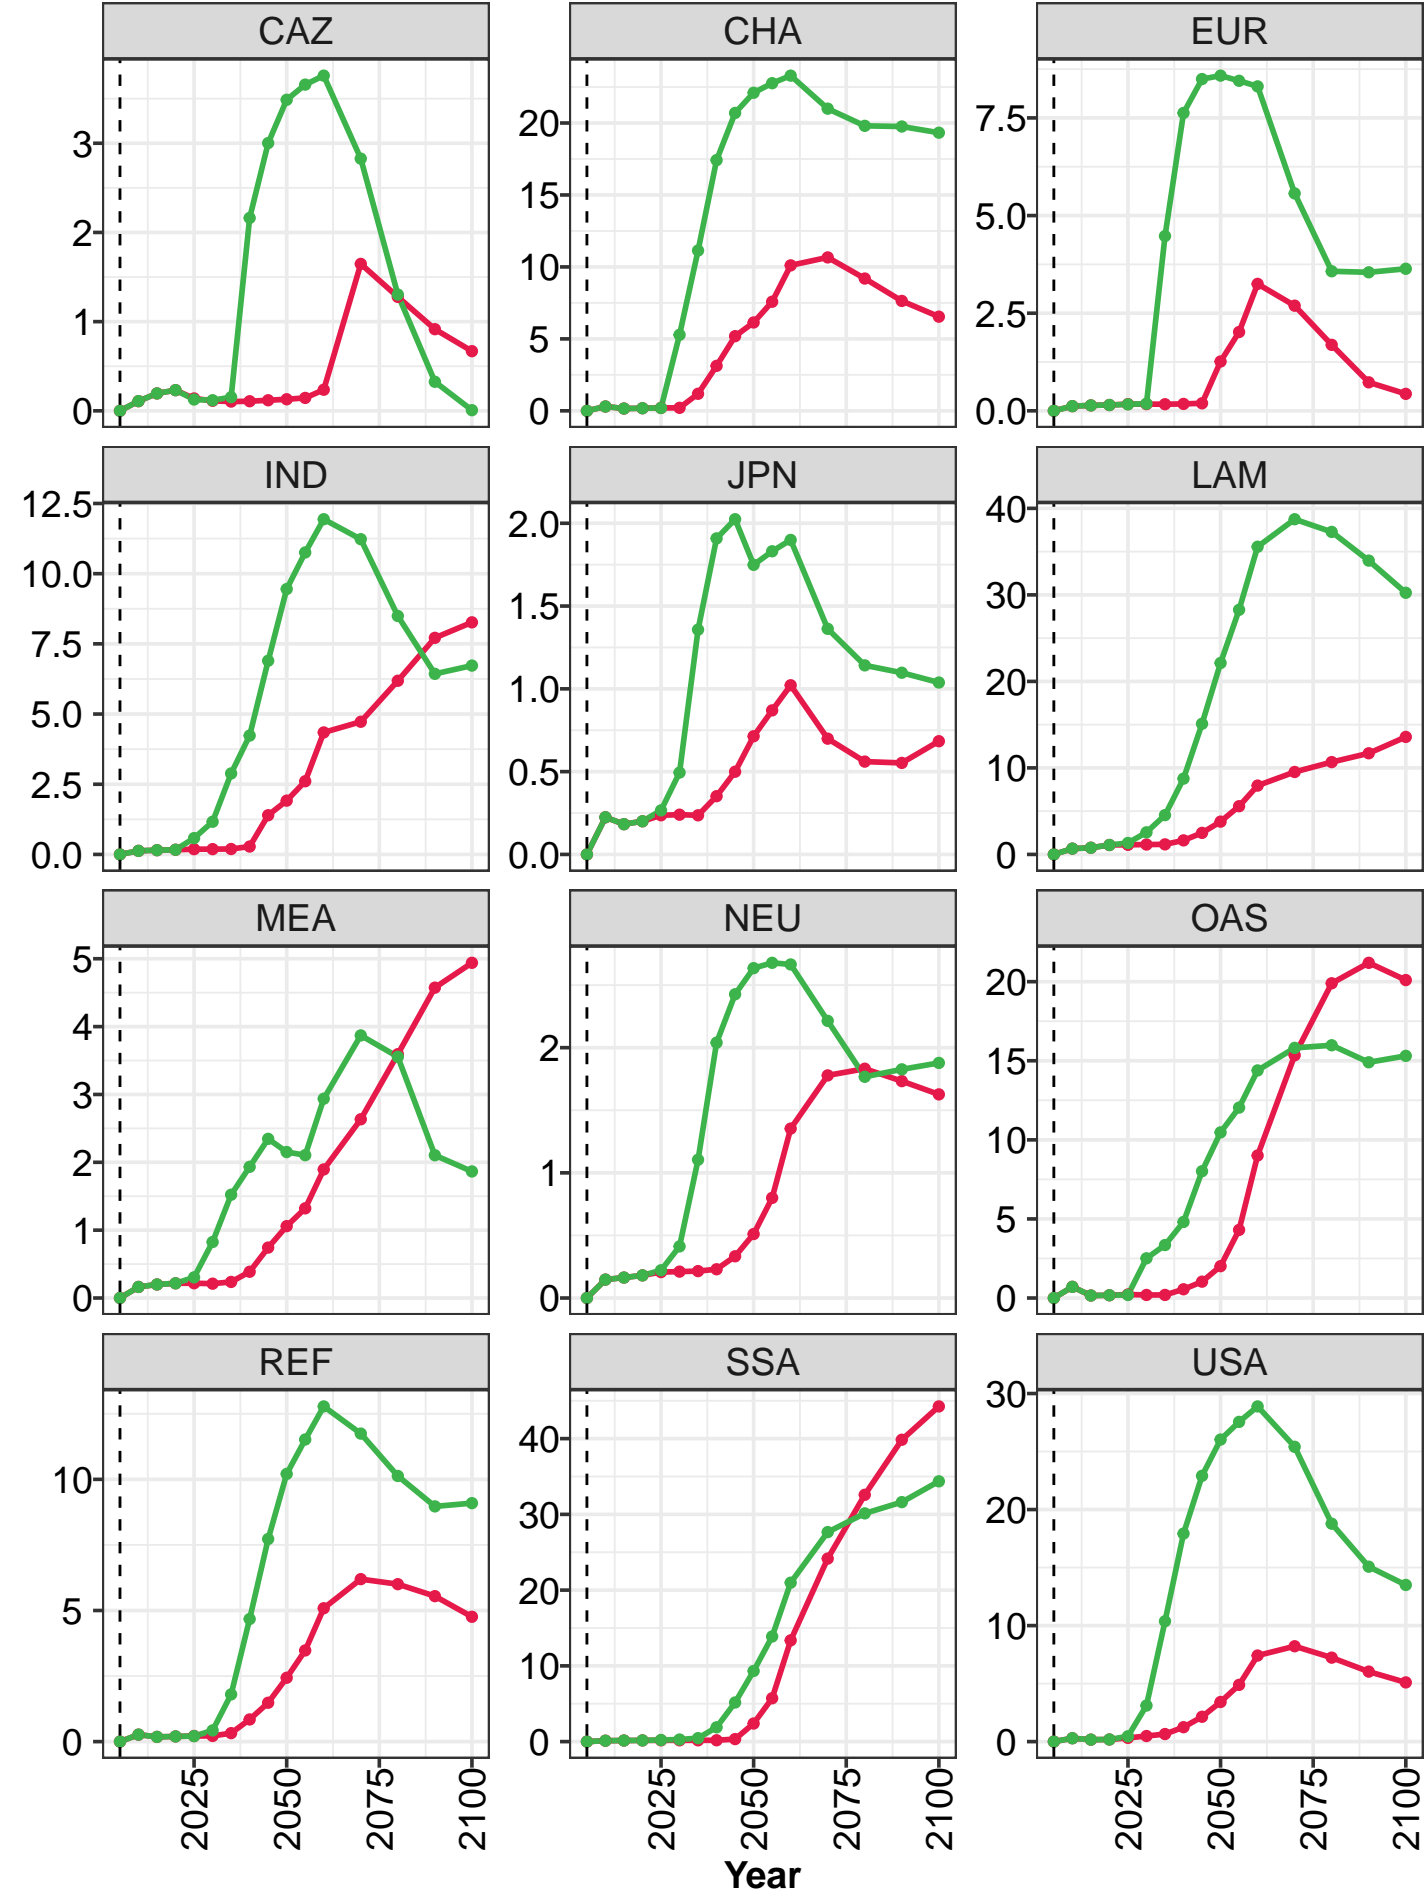 CAZ CHA EUR
3 2 1 0
20 15 10 5 0
7.5 5.0 2.5 0.0
IND JPN LAM
12.5 10.0 7.5 5.0 2.5 0.0
2.0 1.5 1.0 0.5 0.0
40 30 20 10 0
MEA NEU OAS
5 4 3 2 1 0
2 1 0
20 15 10 5 0
REF SSA USA
10 5 0
40 30 20 10 0
30 20 10 0
2025 2050 2075 2100 2025 2050 2075 2100 2025 2050 2075 2100
Year